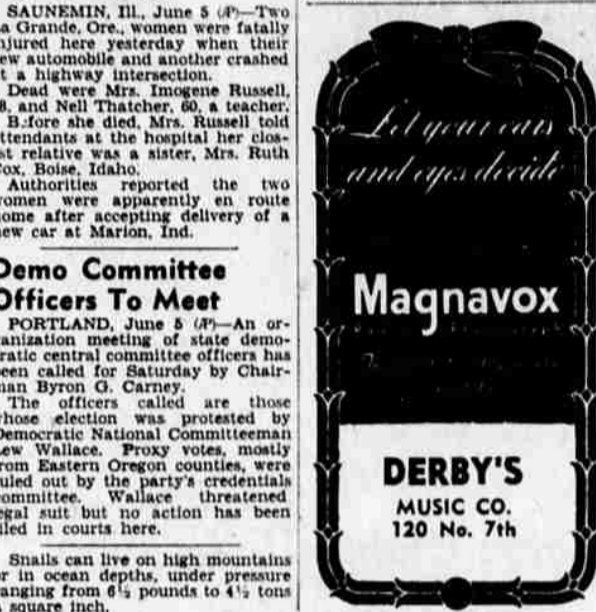 SAUNEMIN, Ill., June 5 (AP)—Two
a Grande, Ore., women were fatally
njured here yesterday when their
ew automobile and another crashed
t a highway intersection.
Dead were Mrs. Imogene Russell,
8, and Nell Thatcher, 60, a teacher.
Before she died, Mrs. Russell told
ttendants at the hospital her clos-
st relative was a sister, Mrs. Ruth
ox, Boise, Idaho.
Authorities reported the two
omen were apparently en route
ome after accepting delivery of a
ew car at Marion, Ind.
Demo Committee
Officers To Meet
PORTLAND, June 5 (AP)—An or-
anization meeting of state demo-
ratic central committee officers has
een called for Saturday by Chair-
man Byron G. Carney.
The officers called are those
hose election was protested by
Democratic National Committeeman
ew Wallace. Proxy votes, mostly
rom Eastern Oregon counties, were
uled out by the party's credentials
ommittee. Wallace threatened
egal suit but no action has been
iled in courts here.
Snails can live on high mountains
r in ocean depths, under pressure
anging from 6½ pounds to 4½ tons
a square inch.
Let your ears
and eyes decide
Magnavox
DERBY'S
MUSIC CO.
120 No. 7th